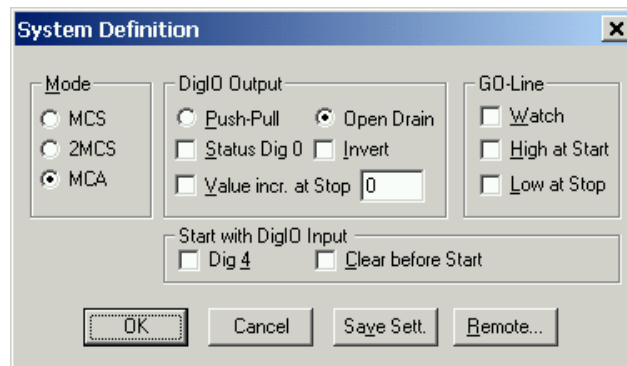 System Definition
Mode
MCS
2MCS
MCA
DigIO Output
Push-Pull
Open Drain
Status Dig 0
Invert
Value incr. at Stop
0
GO-Line
Watch
High at Start
Low at Stop
Start with DigIO Input
Dig 4
Clear before Start
OK
Cancel
Save Sett.
Remote...